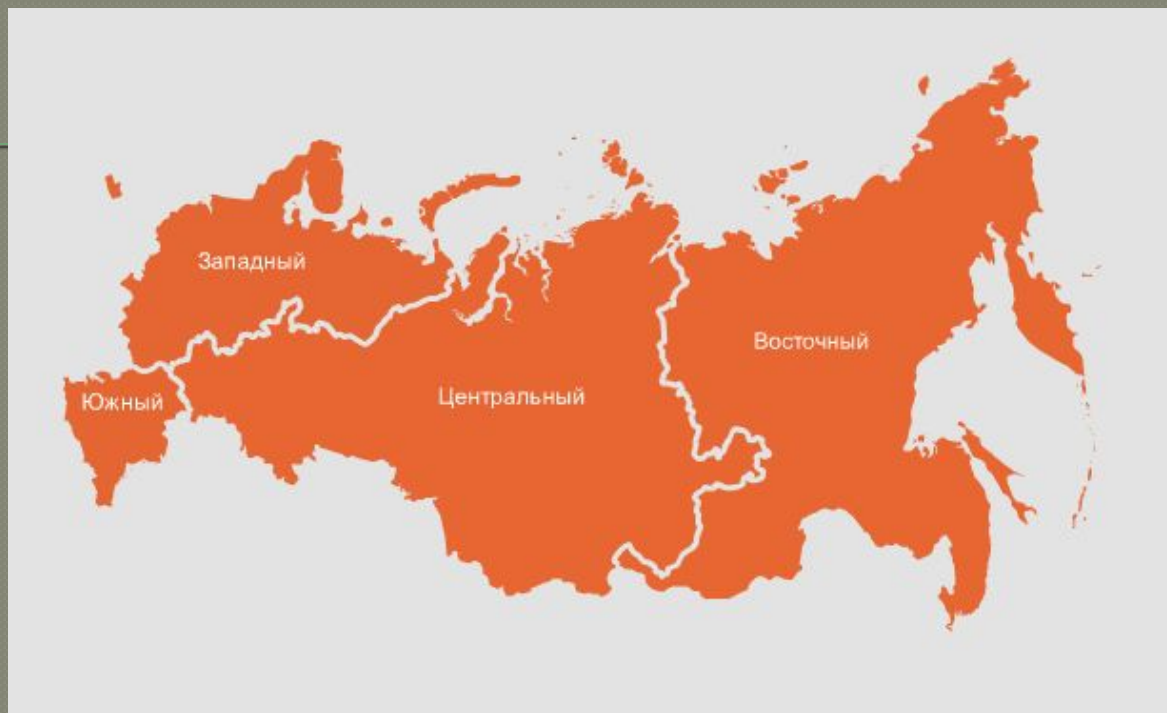 Западный
Восточный
Центральный
Южный